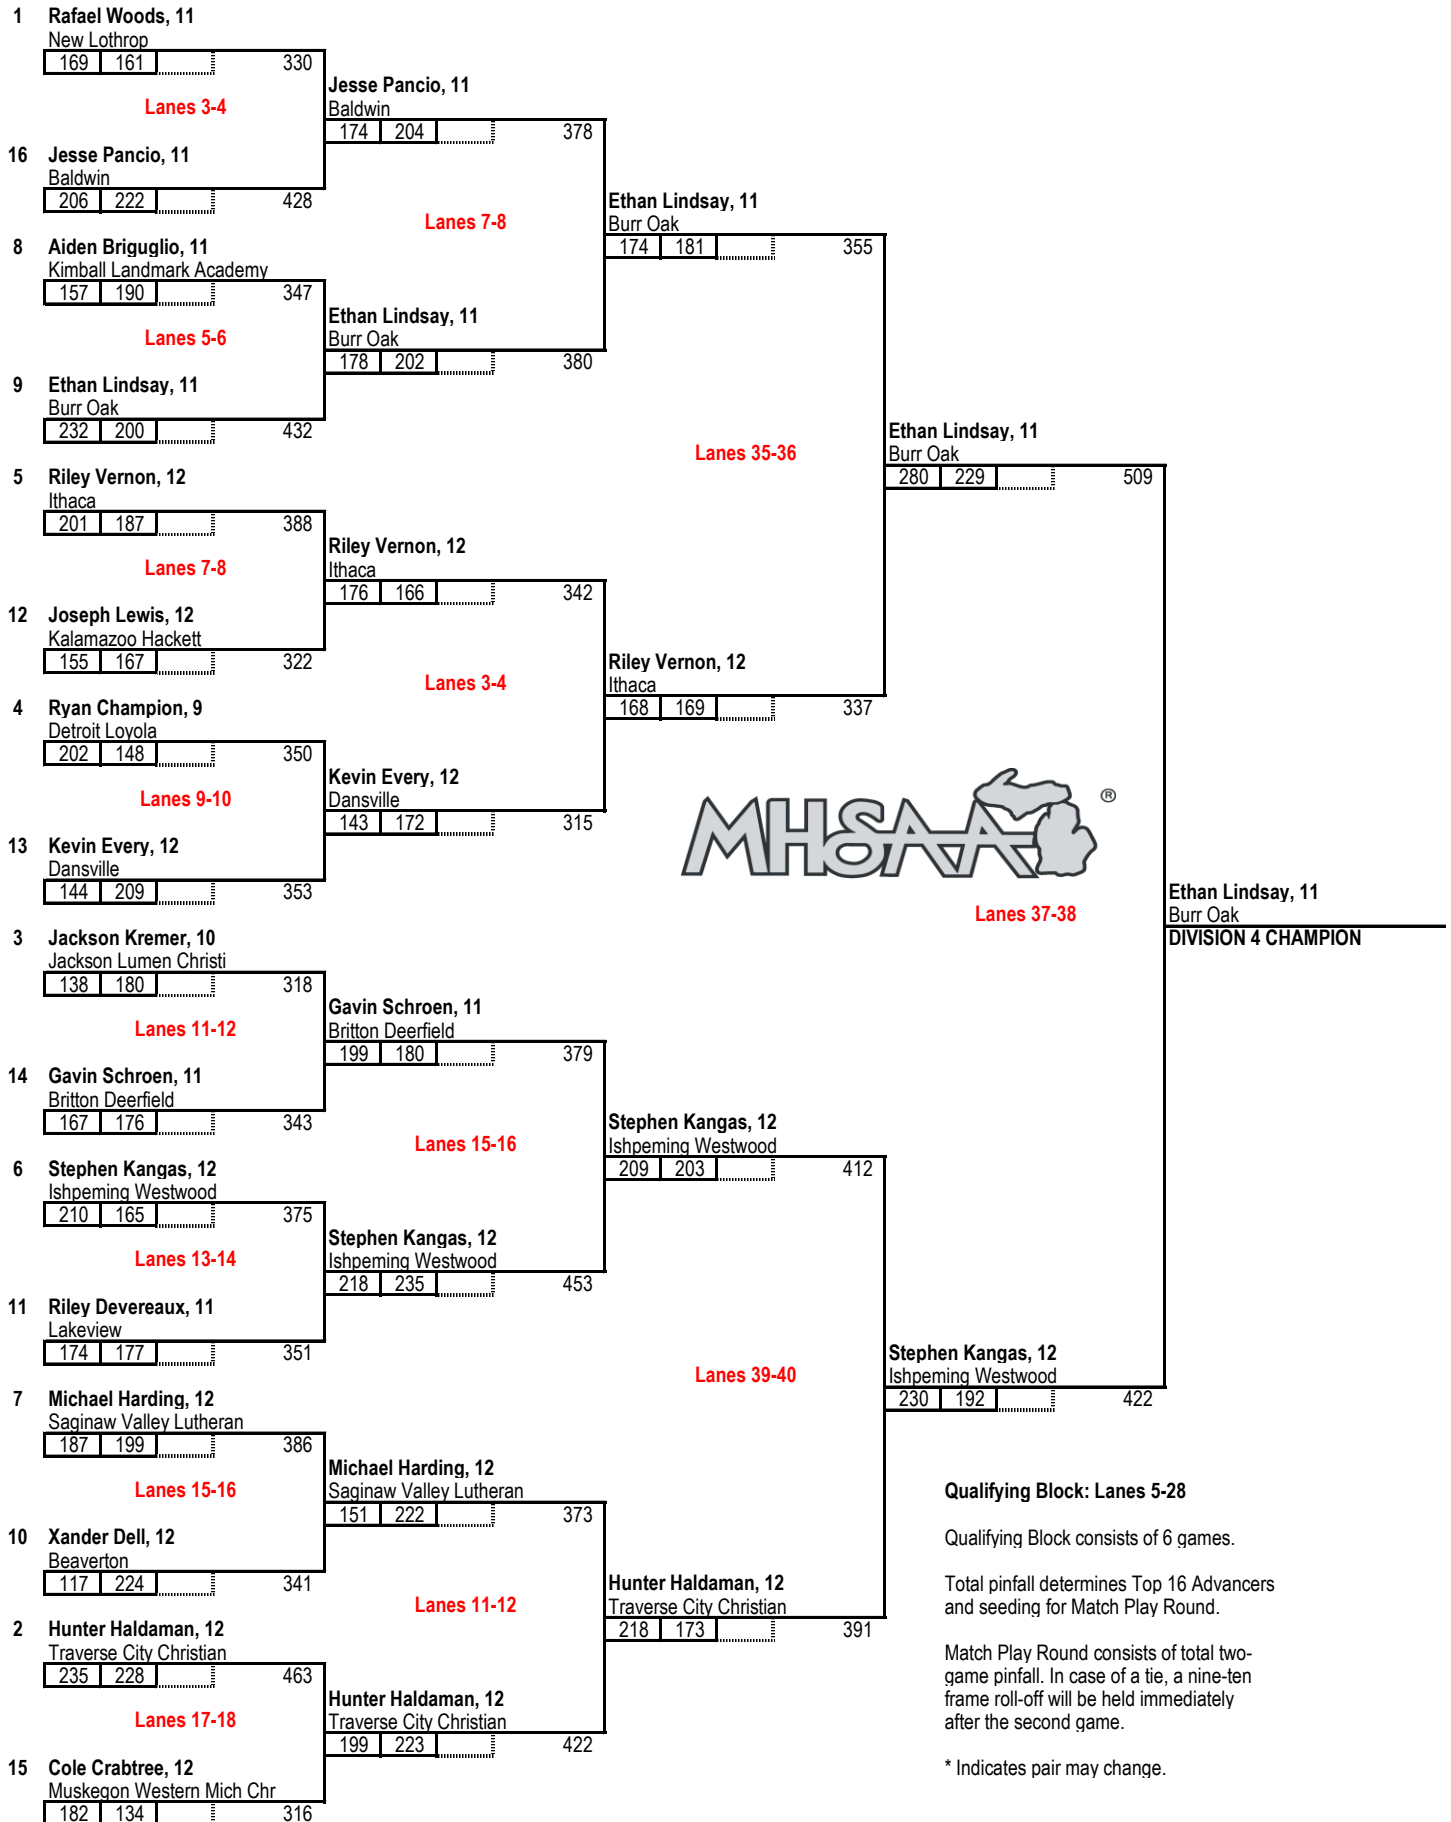 1 Rafael Woods, 11
New Lothrop
169 161 330
Lanes 3-4
16 Jesse Pancio, 11
Baldwin
206 222 428
8 Aiden Briguglio, 11
Kimball Landmark Academy
157 190 347
Lanes 5-6
9 Ethan Lindsay, 11
Burr Oak
232 200 432
5 Riley Vernon, 12
Ithaca
201 187 388
Lanes 7-8
12 Joseph Lewis, 12
Kalamazoo Hackett
155 167 322
4 Ryan Champion, 9
Detroit Loyola
202 148 350
Lanes 9-10
13 Kevin Every, 12
Dansville
144 209 353
3 Jackson Kremer, 10
Jackson Lumen Christi
138 180 318
Lanes 11-12
14 Gavin Schroen, 11
Britton Deerfield
167 176 343
6 Stephen Kangas, 12
Ishpeming Westwood
210 165 375
Lanes 13-14
11 Riley Devereaux, 11
Lakeview
174 177 351
7 Michael Harding, 12
Saginaw Valley Lutheran
187 199 386
Lanes 15-16
10 Xander Dell, 12
Beaverton
117 224 341
2 Hunter Haldaman, 12
Traverse City Christian
235 228 463
Lanes 17-18
15 Cole Crabtree, 12
Muskegon Western Mich Chr
182 134 316
Jesse Pancio, 11
Baldwin
174 204 378
Lanes 7-8
Ethan Lindsay, 11
Burr Oak
178 202 380
Riley Vernon, 12
Ithaca
176 166 342
Lanes 3-4
Kevin Every, 12
Dansville
143 172 315
Gavin Schroen, 11
Britton Deerfield
199 180 379
Lanes 15-16
Stephen Kangas, 12
Ishpeming Westwood
218 235 453
Michael Harding, 12
Saginaw Valley Lutheran
151 222 373
Lanes 11-12
Hunter Haldaman, 12
Traverse City Christian
199 223 422
Ethan Lindsay, 11
Burr Oak
174 181 355
Lanes 35-36
Riley Vernon, 12
Ithaca
168 169 337
Stephen Kangas, 12
Ishpeming Westwood
209 203 412
Lanes 39-40
Hunter Haldaman, 12
Traverse City Christian
218 173 391
Ethan Lindsay, 11
Burr Oak
280 229 509
MHSAA ®
Lanes 37-38
Stephen Kangas, 12
Ishpeming Westwood
230 192 422
Ethan Lindsay, 11
Burr Oak
DIVISION 4 CHAMPION
Qualifying Block: Lanes 5-28
Qualifying Block consists of 6 games.
Total pinfall determines Top 16 Advancers
and seeding for Match Play Round.
Match Play Round consists of total two-
game pinfall. In case of a tie, a nine-ten
frame roll-off will be held immediately
after the second game.
* Indicates pair may change.